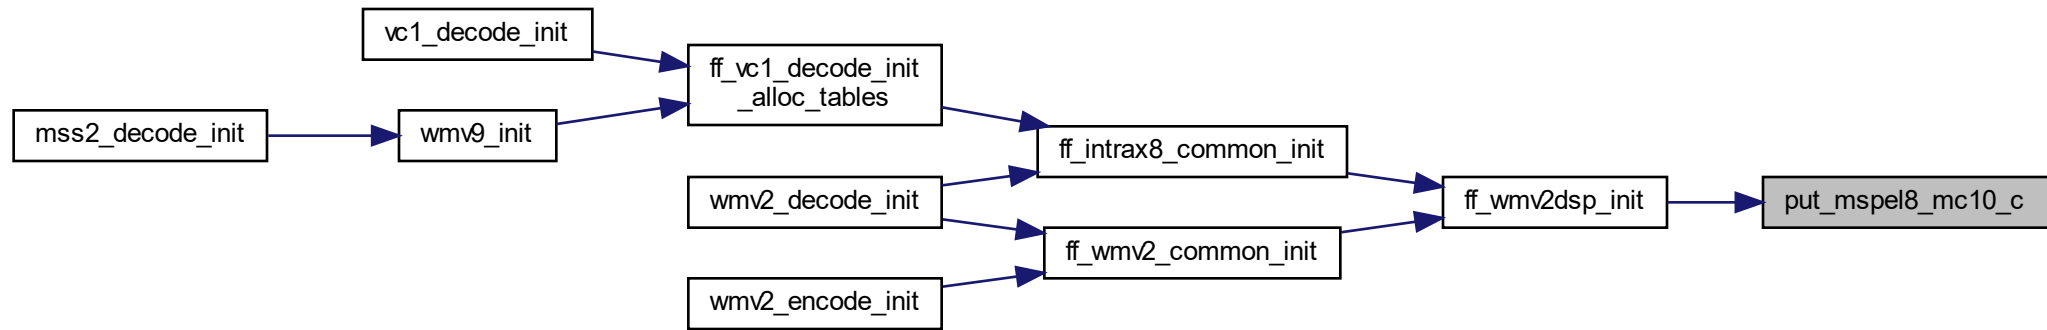 vc1_decode_init
ff_vc1_decode_init
_alloc_tables
mss2_decode_init
wmv9_init
ff_intrax8_common_init
wmv2_decode_init
ff_wmv2dsp_init
put_mspel8_mc10_c
ff_wmv2_common_init
wmv2_encode_init